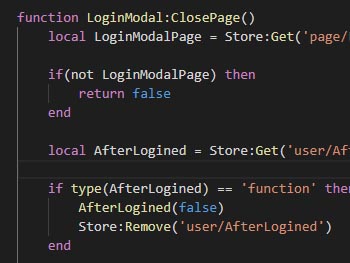 function LoginModal:ClosePage()
local LoginModalPage = Store:Get('page/
if(not LoginModalPage) then
return false
end
local AfterLogined = Store:Get('user/Af
if type(AfterLogined) == 'function' the
AfterLogined(false)
Store:Remove('user/AfterLogined')
end